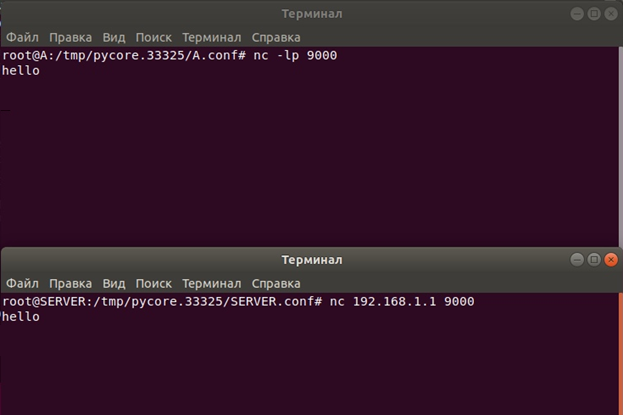 Терминал
Файл Правка Вид Поиск Терминал Справка
root@A:/tmp/pycore.33325/A.conf# nc -lp 9000
hello
Терминал
Файл Правка Вид Поиск Терминал Справка
root@SERVER:/tmp/pycore.33325/SERVER.conf# nc 192.168.1.1 9000
hello